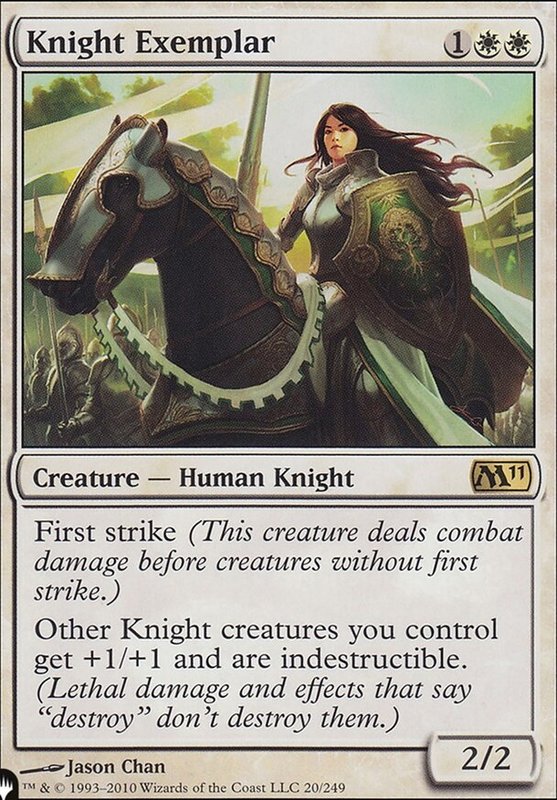 Knight Exemplar 1
Creature — Human Knight M11
First strike (This creature deals combat
damage before creatures without first
strike.)
Other Knight creatures you control
get +1/+1 and are indestructible.
(Lethal damage and effects that say
“destroy” don’t destroy them.)
2/2
Jason Chan
™ & © 1993–2010 Wizards of the Coast LLC 20/249